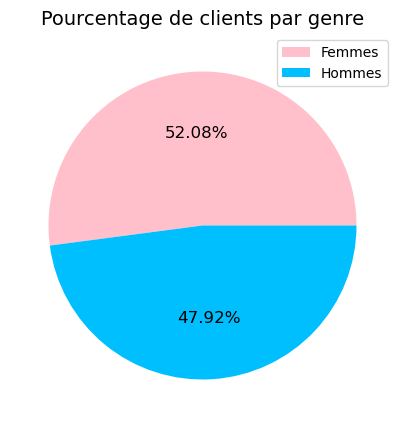 Pourcentage de clients par genre
Femmes
Hommes
52.08%
47.92%